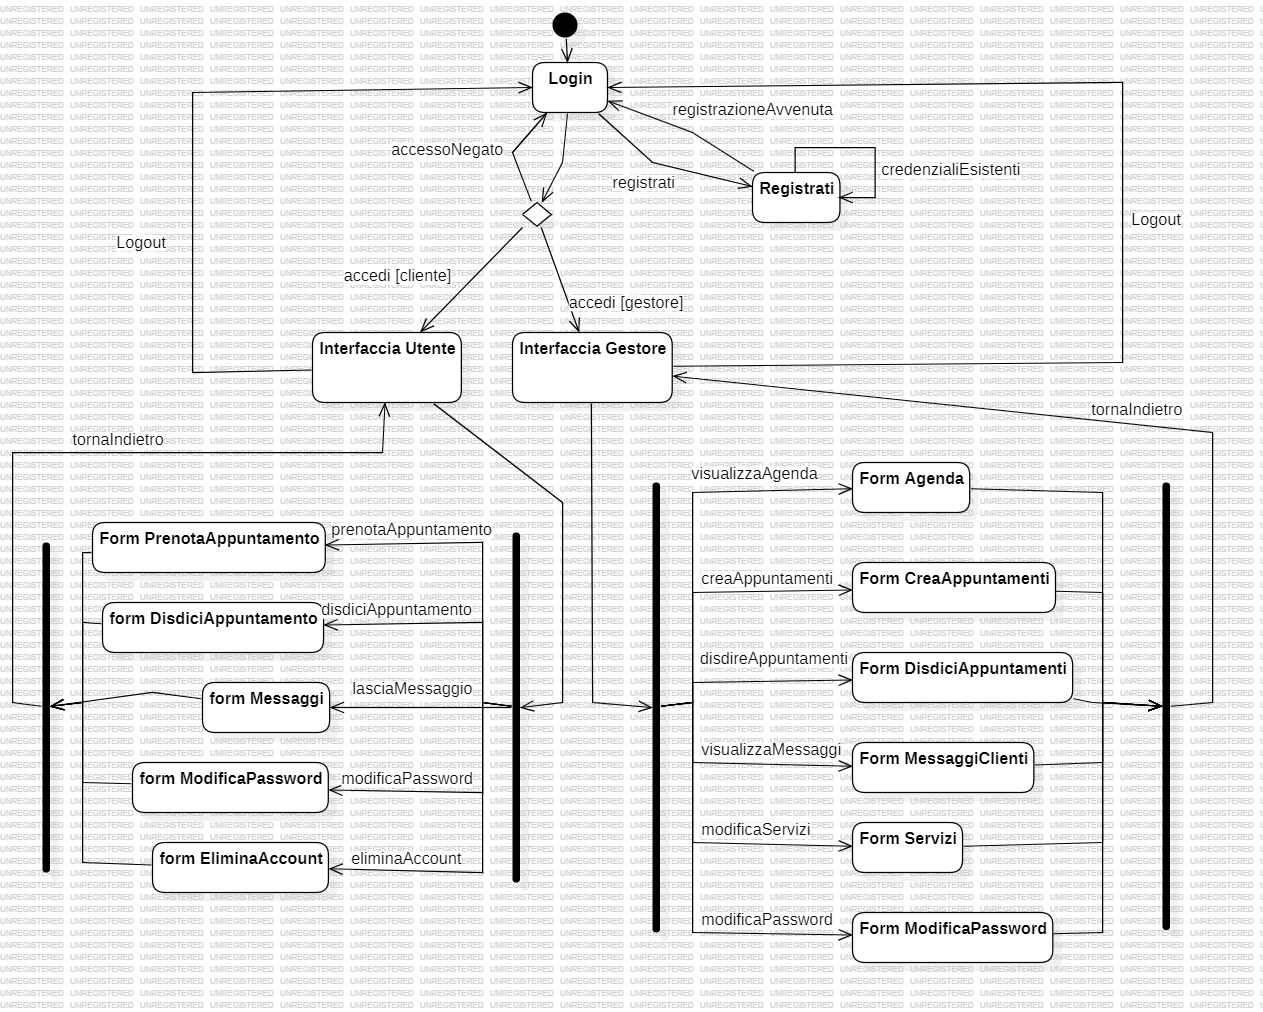 Login
registrazioneAvvenuta
accessoNegato
credenzialiEsistenti
registrati
Registrati
Logout
Logout
accedi [cliente]
accedi [gestore]
Interfaccia Utente
Interfaccia Gestore
tornaIndietro
tornaIndietro
visualizzaAgenda
Form Agenda
prenotaAppuntamento
Form PrenotaAppuntamento
creaAppuntamenti
Form CreaAppuntamenti
disdiciAppuntamento
form DisdiciAppuntamento
disdireAppuntamenti
Form DisdiciAppuntamenti
lasciaMessaggio
form Messaggi
visualizzaMessaggi
Form MessaggiClienti
modificaPassword
form ModificaPassword
modificaServizi
Form Servizi
eliminaAccount
form EliminaAccount
modificaPassword
Form ModificaPassword
UNREGISTERED